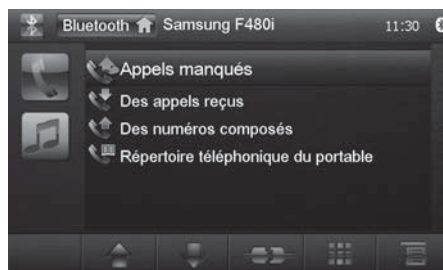 Bluetooth Samsung F480i 11:30
Appels manqués
Des appels reçus
Des numéros composés
Répertoire téléphonique du portable